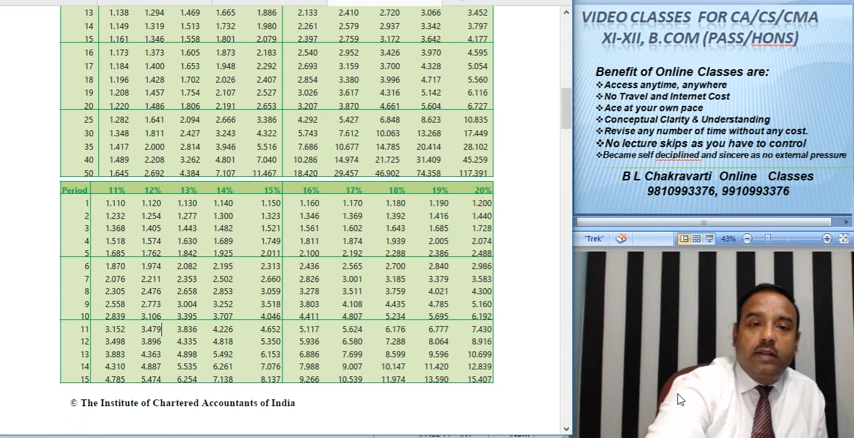 13 1.138 1.294 1.469 1.665 1.886 2.133 2.410 2.720 3.066 3.452
14 1.149 1.319 1.513 1.732 1.980 2.261 2.579 2.937 3.342 3.797
15 1.161 1.346 1.558 1.801 2.079 2.397 2.759 3.172 3.642 4.177
16 1.173 1.373 1.605 1.873 2.183 2.540 2.952 3.426 3.970 4.595
17 1.184 1.400 1.653 1.948 2.292 2.693 3.159 3.700 4.328 5.054
18 1.196 1.428 1.702 2.026 2.407 2.854 3.380 3.996 4.717 5.560
19 1.208 1.457 1.754 2.107 2.527 3.026 3.617 4.316 5.142 6.116
20 1.220 1.486 1.806 2.191 2.653 3.207 3.870 4.661 5.604 6.727
25 1.282 1.641 2.094 2.666 3.386 4.292 5.427 6.848 8.623 10.835
30 1.348 1.811 2.427 3.243 4.322 5.743 7.612 10.063 13.268 17.449
35 1.417 2.000 2.814 3.946 5.516 7.686 10.677 14.785 20.414 28.102
40 1.489 2.208 3.262 4.801 7.040 10.286 14.974 21.725 31.409 45.259
50 1.645 2.692 4.384 7.107 11.467 18.420 29.457 46.902 74.358 117.391
Period 11% 12% 13% 14% 15% 16% 17% 18% 19% 20%
1 1.110 1.120 1.130 1.140 1.150 1.160 1.170 1.180 1.190 1.200
2 1.232 1.254 1.277 1.300 1.323 1.346 1.369 1.392 1.416 1.440
3 1.368 1.405 1.443 1.482 1.521 1.561 1.602 1.643 1.685 1.728
4 1.518 1.574 1.630 1.689 1.749 1.811 1.874 1.939 2.005 2.074
5 1.685 1.762 1.842 1.925 2.011 2.100 2.192 2.288 2.386 2.488
6 1.870 1.974 2.082 2.195 2.313 2.436 2.565 2.700 2.840 2.986
7 2.076 2.211 2.353 2.502 2.660 2.826 3.001 3.185 3.379 3.583
8 2.305 2.476 2.658 2.853 3.059 3.278 3.511 3.759 4.021 4.300
9 2.558 2.773 3.004 3.252 3.518 3.803 4.108 4.435 4.785 5.160
10 2.839 3.106 3.395 3.707 4.046 4.411 4.807 5.234 5.695 6.192
11 3.152 3.479 3.836 4.226 4.652 5.117 5.624 6.176 6.777 7.430
12 3.498 3.896 4.335 4.818 5.350 5.936 6.580 7.288 8.064 8.916
13 3.883 4.363 4.898 5.492 6.153 6.886 7.699 8.599 9.596 10.699
14 4.310 4.887 5.535 6.261 7.076 7.988 9.007 10.147 11.420 12.839
15 4.785 5.474 6.254 7.138 8.137 9.266 10.539 11.974 13.590 15.407
© The Institute of Chartered Accountants of India
VIDEO CLASSES FOR CA/CS/CMA
XI-XII, B.COM (PASS/HONS)
Benefit of Online Classes are:
❖Access anytime, anywhere
❖No Travel and Internet Cost
❖Ace at your own pace
❖Conceptual Clarity & Understanding
❖Revise any number of time without any cost.
❖No lecture skips as you have to control
❖Became self deciplined and sincere as no external pressure
B L Chakravarti Online Classes
9810993376, 9910993376
"Trek" 43%